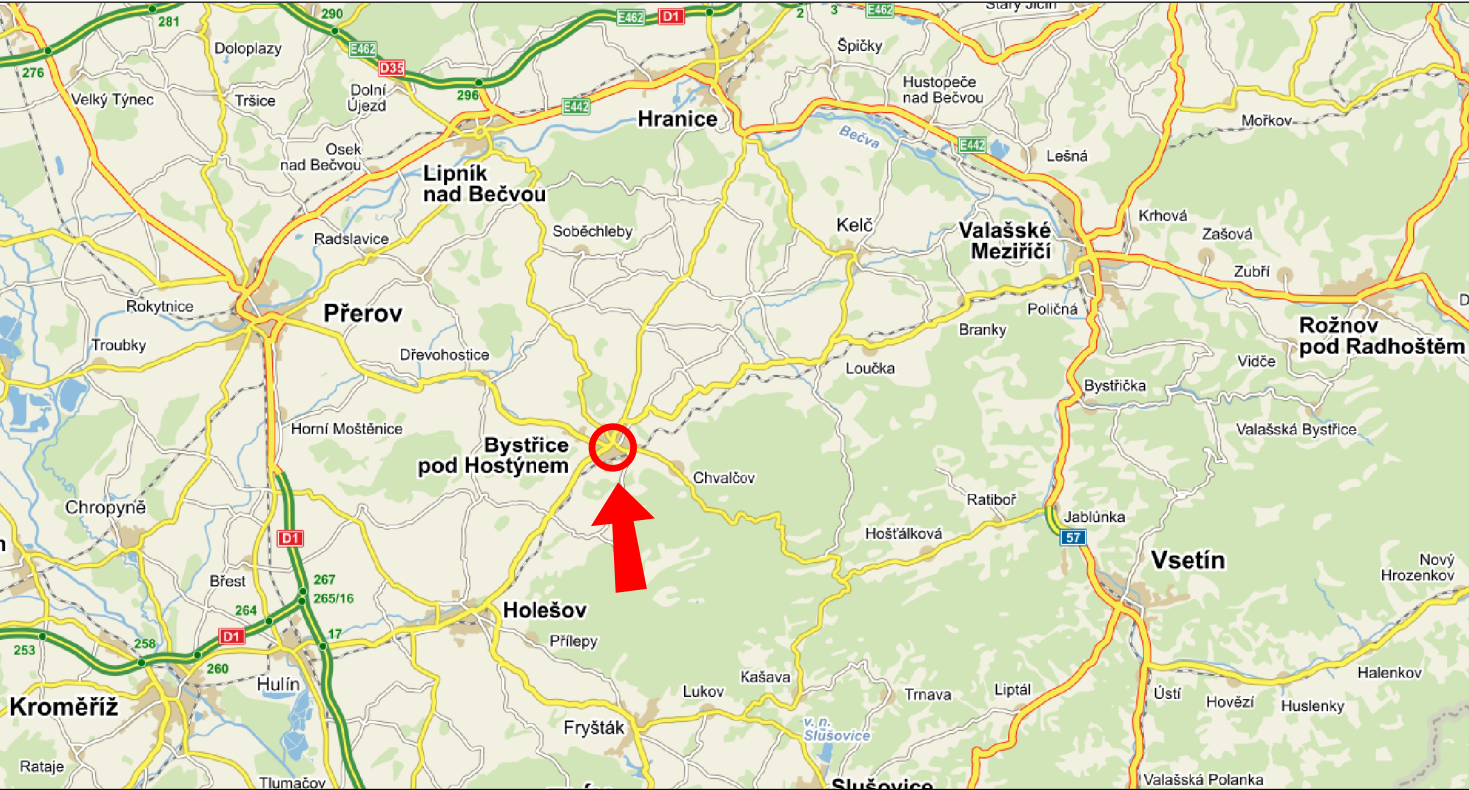 281
290
E462
D1
2
3
E462
Starý Jičín
Doloplazy
E462
Špičky
276
D35
Velký Týnec
Tršice
Dolní
Újezd
296
E442
Hustopeče
nad Bečvou
Hranice
Mořkov
Bečva
E442
Osek
nad Bečvou
Lešná
Lipník
nad Bečvou
Krhová
Kelč
Valašské
Meziříčí
Zašová
Radslavice
Soběchleby
Zubří
Rokytnice
Přerov
Poličná
D
Branky
Rožnov
pod Radhoštěm
Troubky
Dřevohostice
Loučka
Vidče
Bystřička
Horní Moštěnice
Valašská Bystřice
Bystřice
pod Hostýnem
Chvalčov
Chropyně
Ratiboř
Jablůnka
Hošťálková
57
D1
Vsetín
Nový
Hrozenkov
Břest
267
265/16
264
Holešov
D1
17
Přílepy
253
258
260
Hulín
Kašava
Lukov
Trnava
Liptál
Ústí
Hovězí
Huslenky
Halenkov
Kroměříž
Fryšták
v. n.
Slušovice
Rataje
Tlumačov
Slušovice
Valašská Polanka